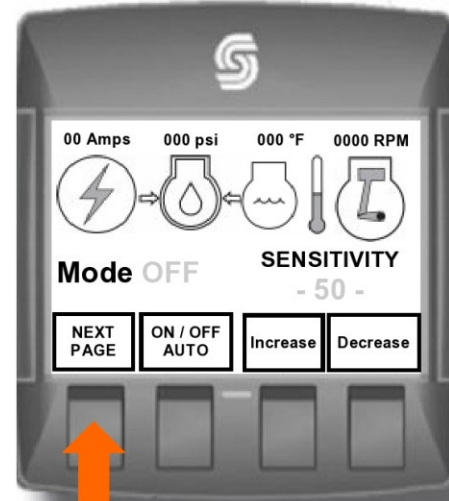 00 Amps 000 psi 000 °F 0000 RPM
Mode OFF
SENSITIVITY
- 50 -
NEXT PAGE
ON / OFF AUTO
Increase
Decrease